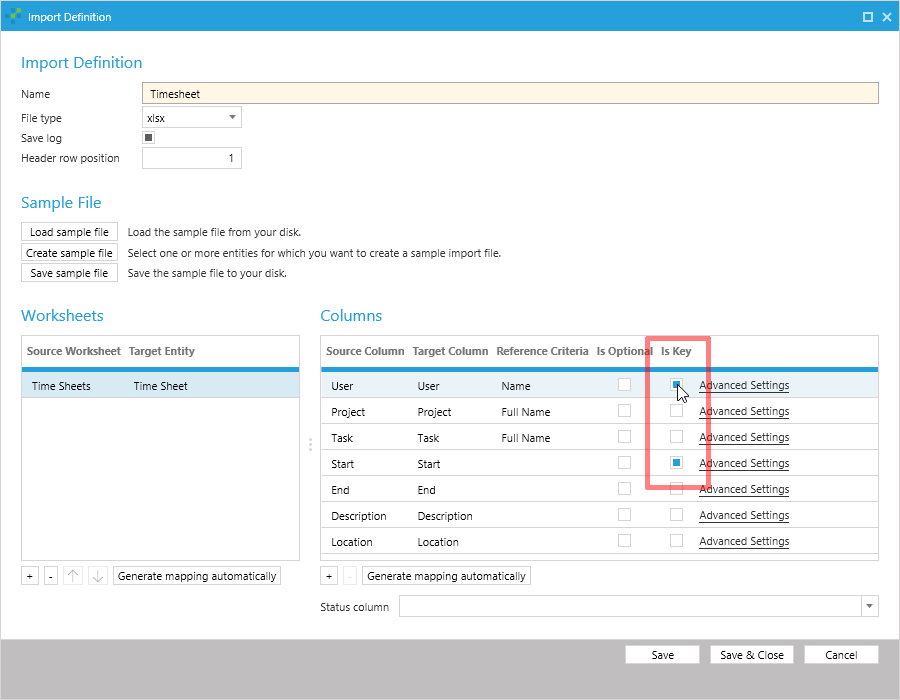 Import Definition
Import Definition
Name Timesheet
File type xlsx
Save log
Header row position 1
Sample File
Load sample file Load the sample file from your disk.
Create sample file Select one or more entities for which you want to create a sample import file.
Save sample file Save the sample file to your disk.
Worksheets
Source Worksheet Target Entity
Time Sheets Time Sheet
+ - Generate mapping automatically
Columns
Source Column Target Column Reference Criteria Is Optional Is Key
User User Name Advanced Settings
Project Project Full Name Advanced Settings
Task Task Full Name Advanced Settings
Start Start Advanced Settings
End End Advanced Settings
Description Description Advanced Settings
Location Location Advanced Settings
+ - Generate mapping automatically
Status column
Save Save & Close Cancel